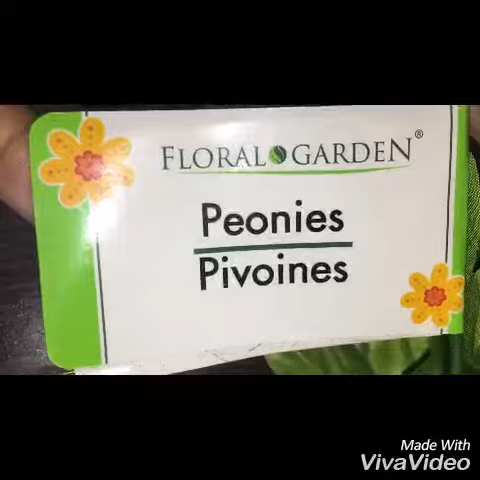 FLORAL GARDEN®
Peonies
Pivoines
Made With
VivaVideo